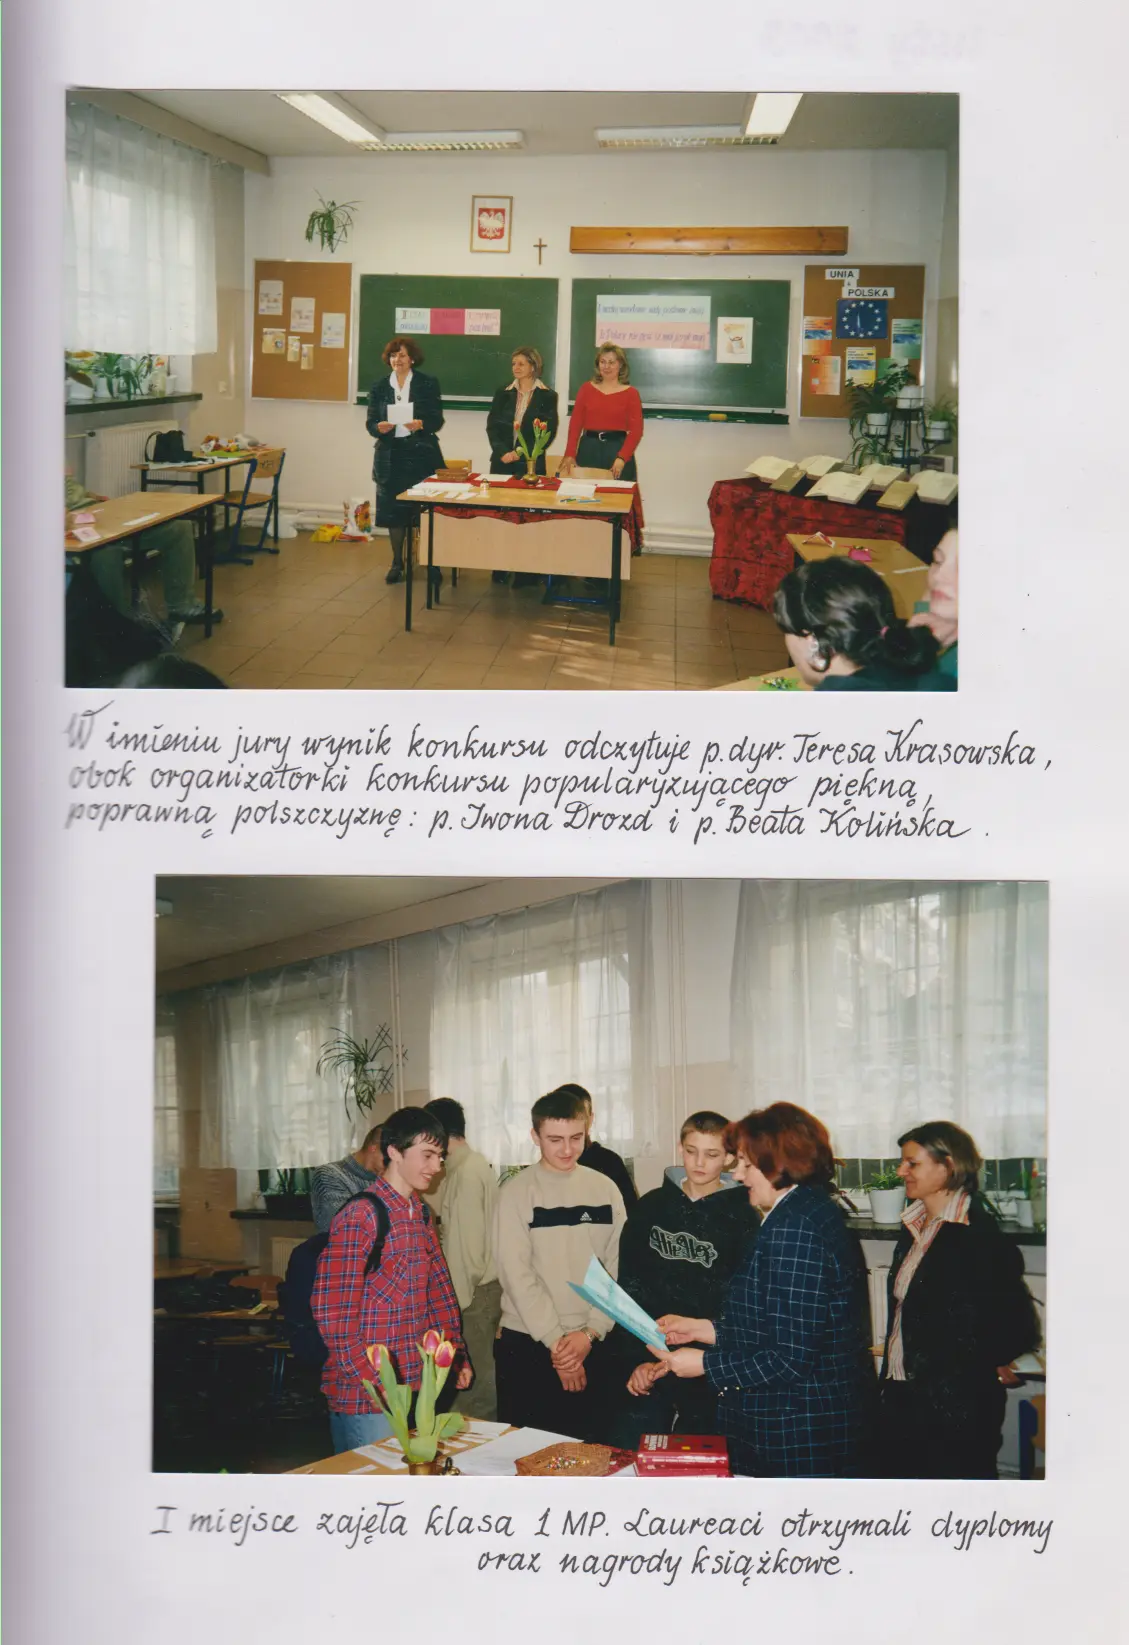 UNIA
POLSKA
W imieniu jury wynik konkursu odczytuje p. dyr. Teresa Krasowska,
obok organizatorki konkursu popularyzującego piękną,
poprawną polszczyznę: p. Iwona Drozd i p. Beata Kolińska.
I miejsce zajęła klasa 1 MP. Laureaci otrzymali dyplomy
oraz nagrody książkowe.